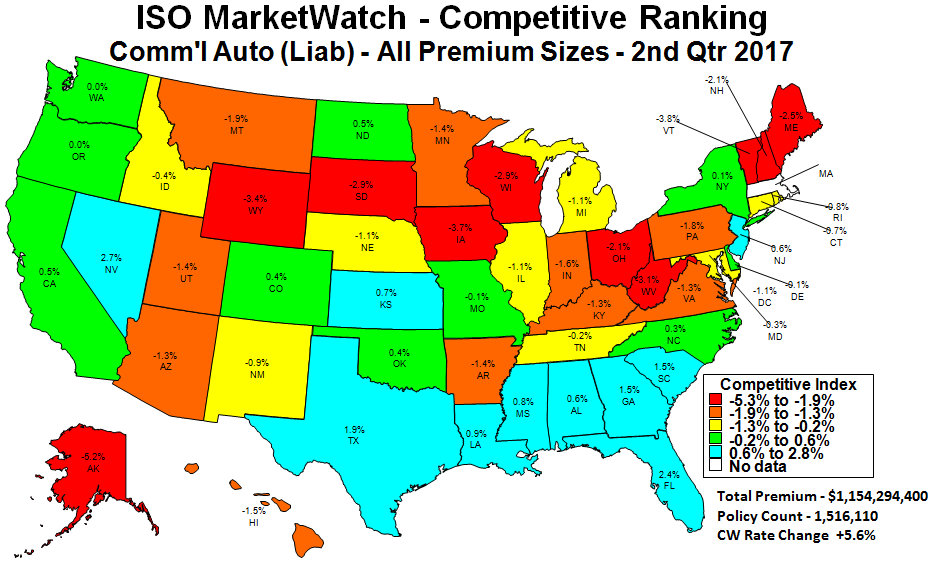 ISO MarketWatch - Competitive Ranking
Comm'l Auto (Liab) - All Premium Sizes - 2nd Qtr 2017
0.0%
WA
0.0%
OR
-0.4%
ID
-1.9%
MT
0.5%
ND
-1.4%
MN
-2.9%
WI
-1.1%
MI
-2.1%
NH
-3.8%
VT
-2.5%
ME
MA
-0.8%
RI
-0.7%
CT
0.1%
NY
0.6%
NJ
-0.1%
DE
-1.1%
DC
-0.3%
MD
-1.8%
PA
-3.4%
WY
-2.9%
SD
-3.7%
IA
-1.1%
NE
-1.1%
IL
-1.6%
IN
-2.1%
OH
-3.1%
WV
-1.3%
VA
-1.3%
KY
0.5%
CA
2.7%
NV
-1.4%
UT
0.4%
CO
0.7%
KS
-0.1%
MO
-0.2%
TN
0.3%
NC
1.5%
SC
-1.3%
AZ
-0.9%
NM
0.4%
OK
-1.4%
AR
0.8%
MS
0.6%
AL
1.5%
GA
1.9%
TX
0.9%
LA
2.4%
FL
-5.2%
AK
-1.5%
HI
Competitive Index
-5.3% to -1.9%
-1.9% to -1.3%
-1.3% to -0.2%
-0.2% to 0.6%
0.6% to 2.8%
No data
Total Premium - $1,154,294,400
Policy Count - 1,516,110
CW Rate Change +5.6%